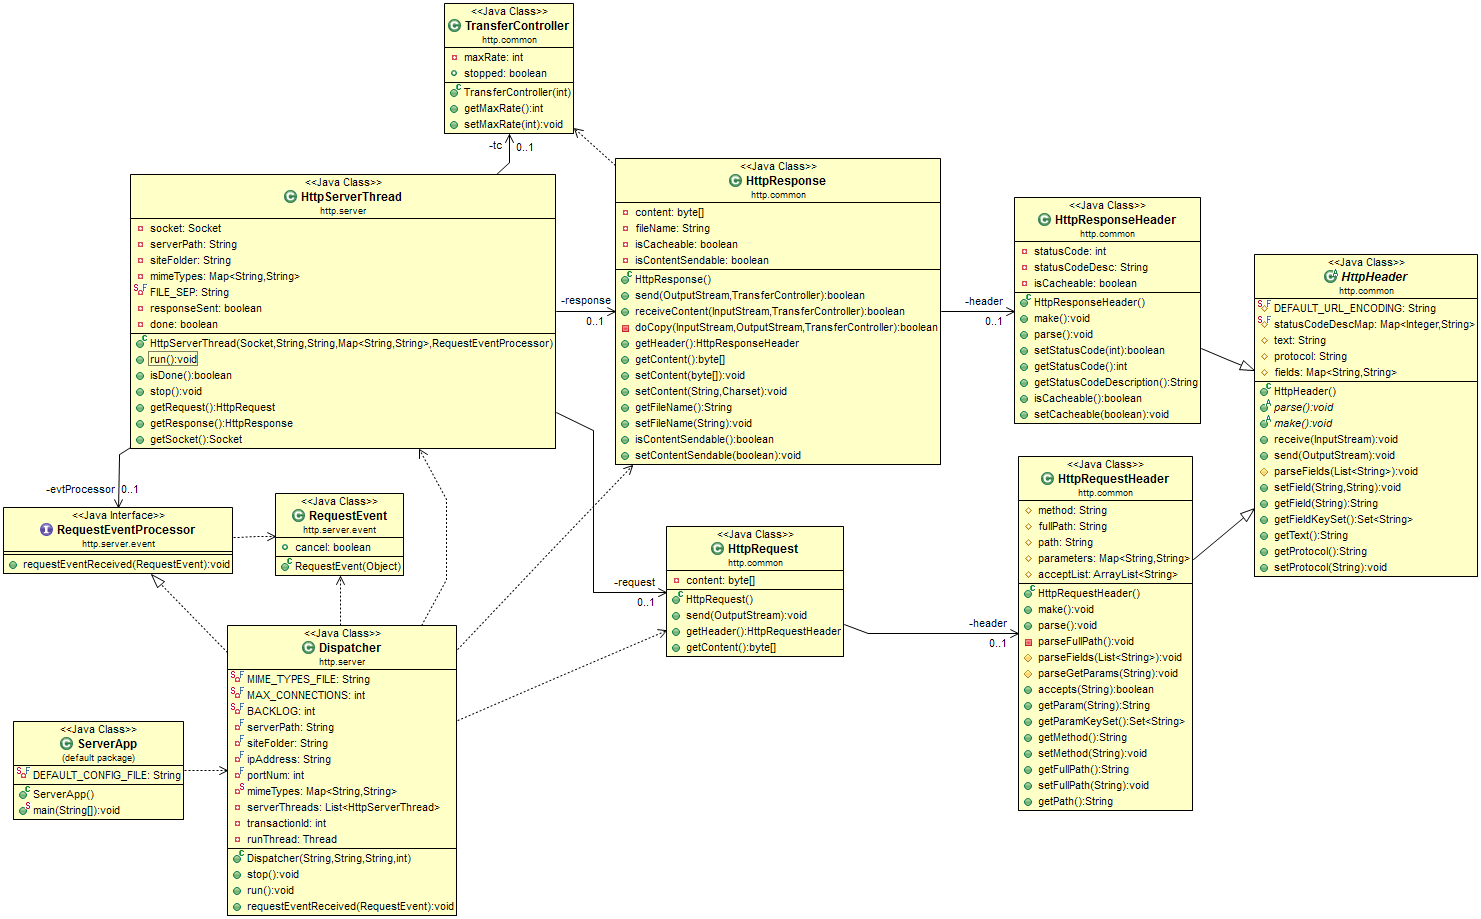 <<Java Class>>
TransferController
http.common
maxRate: int
stopped: boolean
TransferController(int)
getMaxRate():int
setMaxRate(int):void
-tc
0..1
<<Java Class>>
HttpServerThread
http.server
socket: Socket
serverPath: String
siteFolder: String
mimeTypes: Map<String,String>
FILE_SEP: String
responseSent: boolean
done: boolean
HttpServerThread(Socket,String,String,Map<String,String>,RequestEventProcessor)
run():void
isDone():boolean
stop():void
getRequest():HttpRequest
getResponse():HttpResponse
getSocket():Socket
-response
0..1
<<Java Class>>
HttpResponse
http.common
content: byte[]
fileName: String
isCacheable: boolean
isContentSendable: boolean
HttpResponse()
send(OutputStream,TransferController):boolean
receiveContent(InputStream,TransferController):boolean
doCopy(InputStream,OutputStream,TransferController):boolean
getHeader():HttpResponseHeader
getContent():byte[]
setContent(byte[]):void
setContent(String,Charset):void
getFileName():String
setFileName(String):void
isContentSendable():boolean
setContentSendable(boolean):void
-header
0..1
<<Java Class>>
HttpResponseHeader
http.common
statusCode: int
statusCodeDesc: String
isCacheable: boolean
HttpResponseHeader()
make():void
parse():void
setStatusCode(int):boolean
getStatusCode():int
getStatusCodeDescription():String
isCacheable():boolean
setCacheable(boolean):void
<<Java Class>>
HttpHeader
http.common
DEFAULT_URL_ENCODING: String
statusCodeDescMap: Map<Integer,String>
text: String
protocol: String
fields: Map<String,String>
HttpHeader()
parse():void
make():void
receive(InputStream):void
send(OutputStream):void
parseFields(List<String>):void
setField(String,String):void
getField(String):String
getFieldKeySet():Set<String>
getText():String
getProtocol():String
setProtocol(String):void
-evtProcessor
0..1
<<Java Interface>>
RequestEventProcessor
http.server.event
requestEventReceived(RequestEvent):void
<<Java Class>>
RequestEvent
http.server.event
cancel: boolean
RequestEvent(Object)
-request
0..1
<<Java Class>>
HttpRequest
http.common
content: byte[]
HttpRequest()
send(OutputStream):void
getHeader():HttpRequestHeader
getContent():byte[]
-header
0..1
<<Java Class>>
HttpRequestHeader
http.common
method: String
fullPath: String
path: String
parameters: Map<String,String>
acceptList: ArrayList<String>
HttpRequestHeader()
make():void
parse():void
parseFullPath():void
parseFields(List<String>):void
parseGetParams(String):void
accepts(String):boolean
getParam(String):String
getParamKeySet():Set<String>
getMethod():String
setMethod(String):void
getFullPath():String
setFullPath(String):void
getPath():String
<<Java Class>>
Dispatcher
http.server
MIME_TYPES_FILE: String
MAX_CONNECTIONS: int
BACKLOG: int
serverPath: String
siteFolder: String
ipAddress: String
portNum: int
mimeTypes: Map<String,String>
serverThreads: List<HttpServerThread>
transactionId: int
runThread: Thread
Dispatcher(String,String,String,int)
stop():void
run():void
requestEventReceived(RequestEvent):void
<<Java Class>>
ServerApp
(default package)
DEFAULT_CONFIG_FILE: String
ServerApp()
main(String[]):void